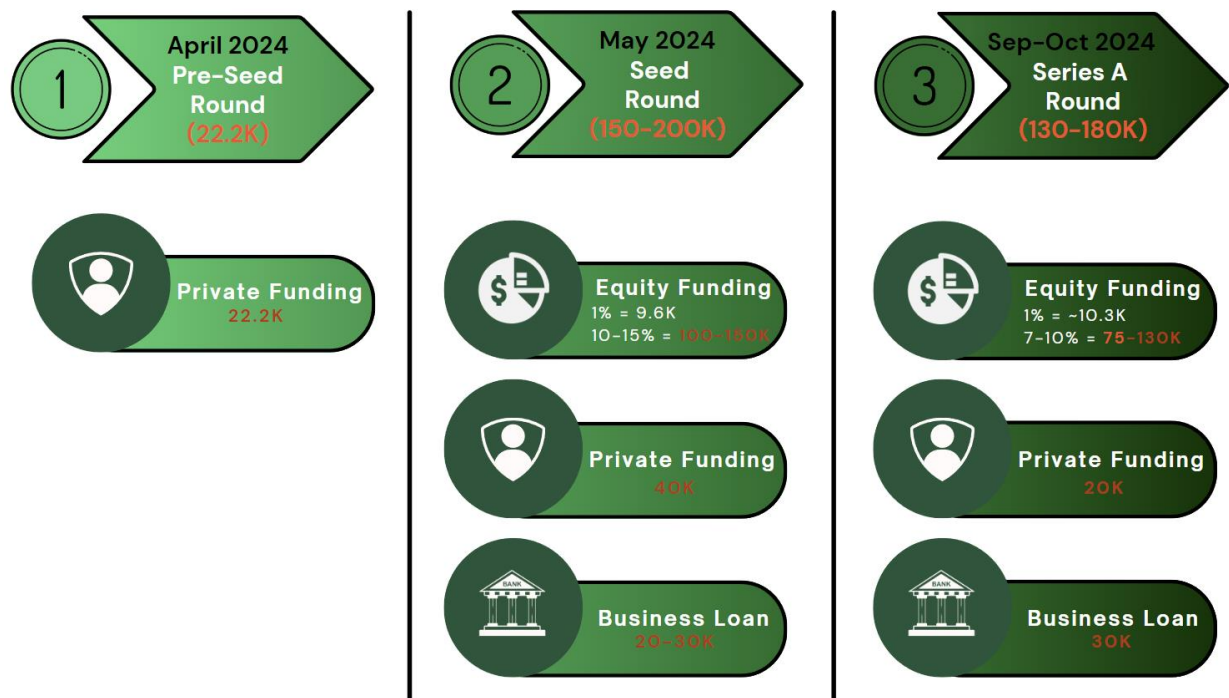 1
April 2024
Pre-Seed
Round
(22.2K)
Private Funding
22.2K
2
May 2024
Seed
Round
(150-200K)
Equity Funding
1% = 9.6K
10-15% = 100-150K
Private Funding
40K
BANK
Business Loan
20-30K
3
Sep-Oct 2024
Series A
Round
(130-180K)
Equity Funding
1% = ~10.3K
7-10% = 75-130K
Private Funding
20K
BANK
Business Loan
30K